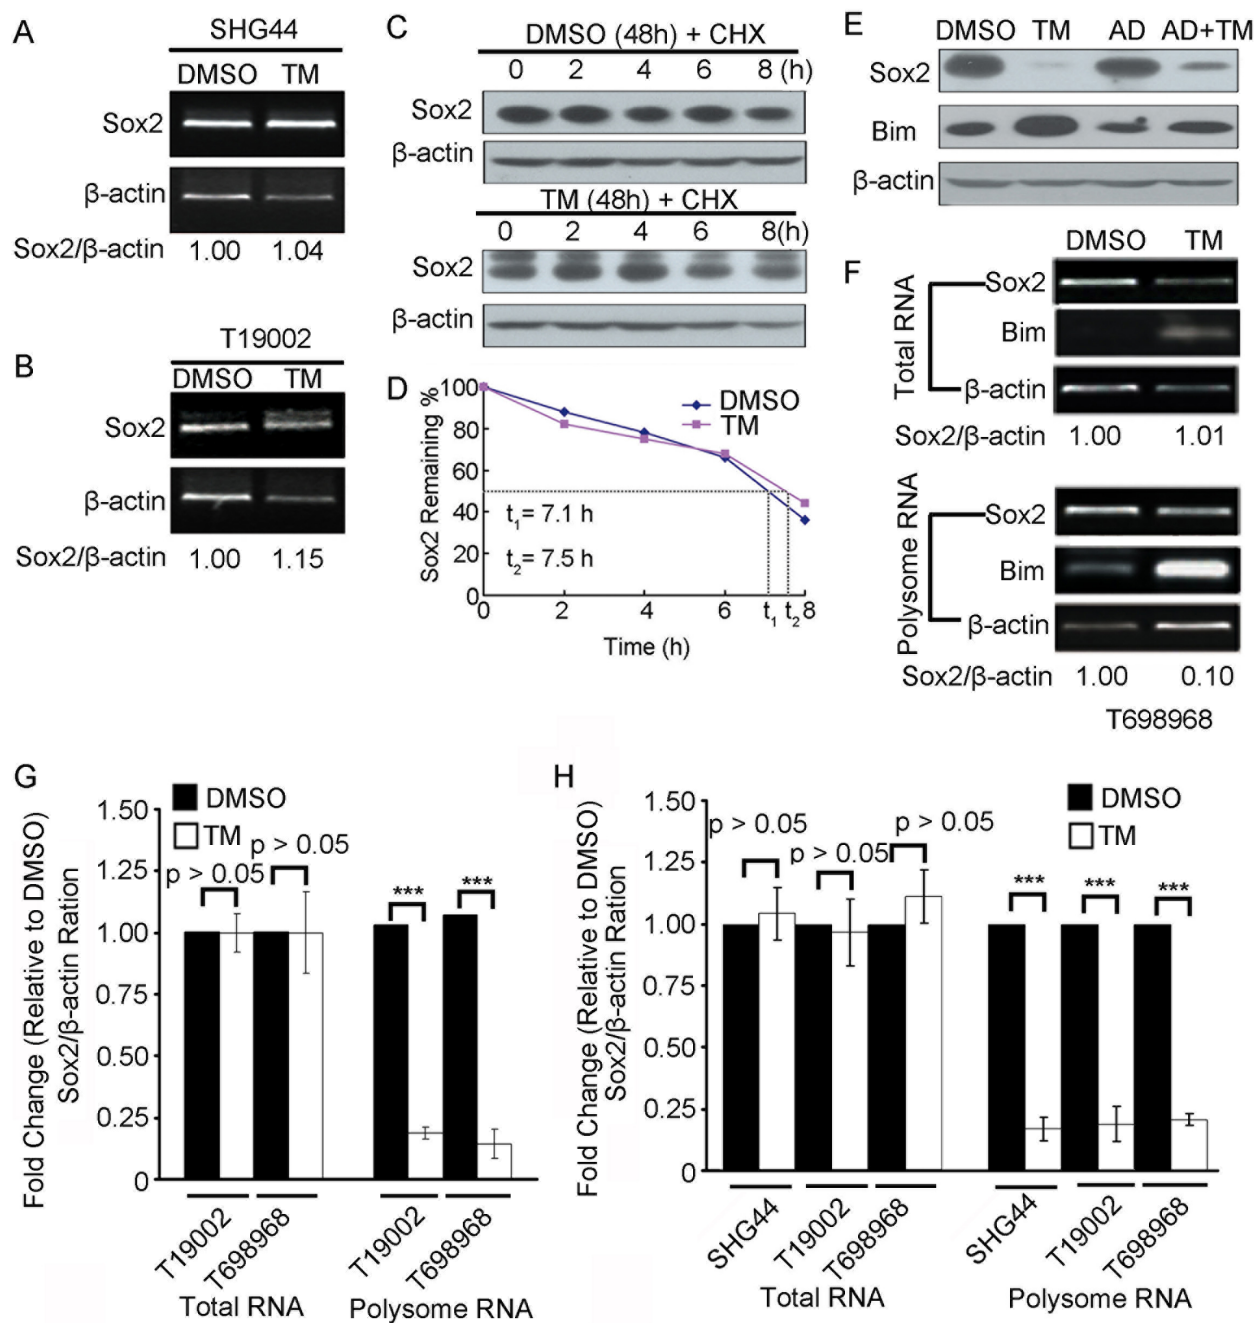 A
SHG44
DMSO TM
Sox2
β-actin
Sox2/β-actin 1.00 1.04
B
T19002
DMSO TM
Sox2
β-actin
Sox2/β-actin 1.00 1.15
C
DMSO (48h) + CHX
0 2 4 6 8 (h)
Sox2
β-actin
TM (48h) + CHX
0 2 4 6 8(h)
Sox2
β-actin
D
Sox2 Remaining %
100
80
60
40
20
0
DMSO
TM
t1= 7.1 h
t2= 7.5 h
0 2 4 6 t1 t2 8
Time (h)
E
DMSO TM AD AD+TM
Sox2
Bim
β-actin
F
DMSO TM
Total RNA
Sox2
Bim
β-actin
Sox2/β-actin 1.00 1.01
Polysome RNA
Sox2
Bim
β-actin
Sox2/β-actin 1.00 0.10
T698968
G
Fold Change (Relative to DMSO)
Sox2/β-actin Ration
DMSO
TM
1.50
1.25
1.00
0.75
0.50
0.25
0
p > 0.05
p > 0.05
***
***
T19002
T698968
T19002
T698968
Total RNA
Polysome RNA
H
Fold Change (Relative to DMSO)
Sox2/β-actin Ration
DMSO
TM
1.50
1.25
1.00
0.75
0.50
0.25
0
p > 0.05
p > 0.05
p > 0.05
***
***
***
SHG44
T19002
T698968
SHG44
T19002
T698968
Total RNA
Polysome RNA